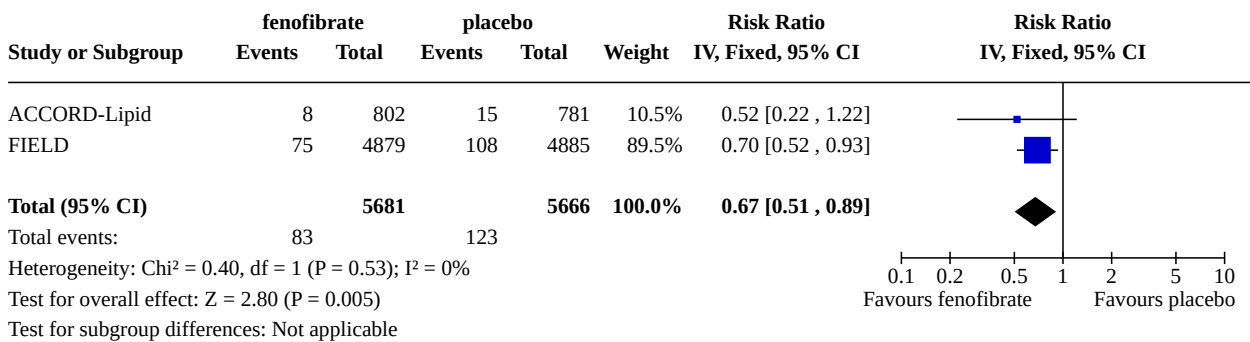 fenofibrate placebo Risk Ratio Risk Ratio
Study or Subgroup Events Total Events Total Weight IV, Fixed, 95% CI IV, Fixed, 95% CI
ACCORD-Lipid 8 802 15 781 10.5% 0.52 [0.22 , 1.22]
FIELD 75 4879 108 4885 89.5% 0.70 [0.52 , 0.93]
Total (95% CI) 5681 5666 100.0% 0.67 [0.51 , 0.89]
Total events: 83 123
Heterogeneity: Chi² = 0.40, df = 1 (P = 0.53); I² = 0%
0.1 0.2 0.5 1 2 5 10
Test for overall effect: Z = 2.80 (P = 0.005) Favours fenofibrate Favours placebo
Test for subgroup differences: Not applicable